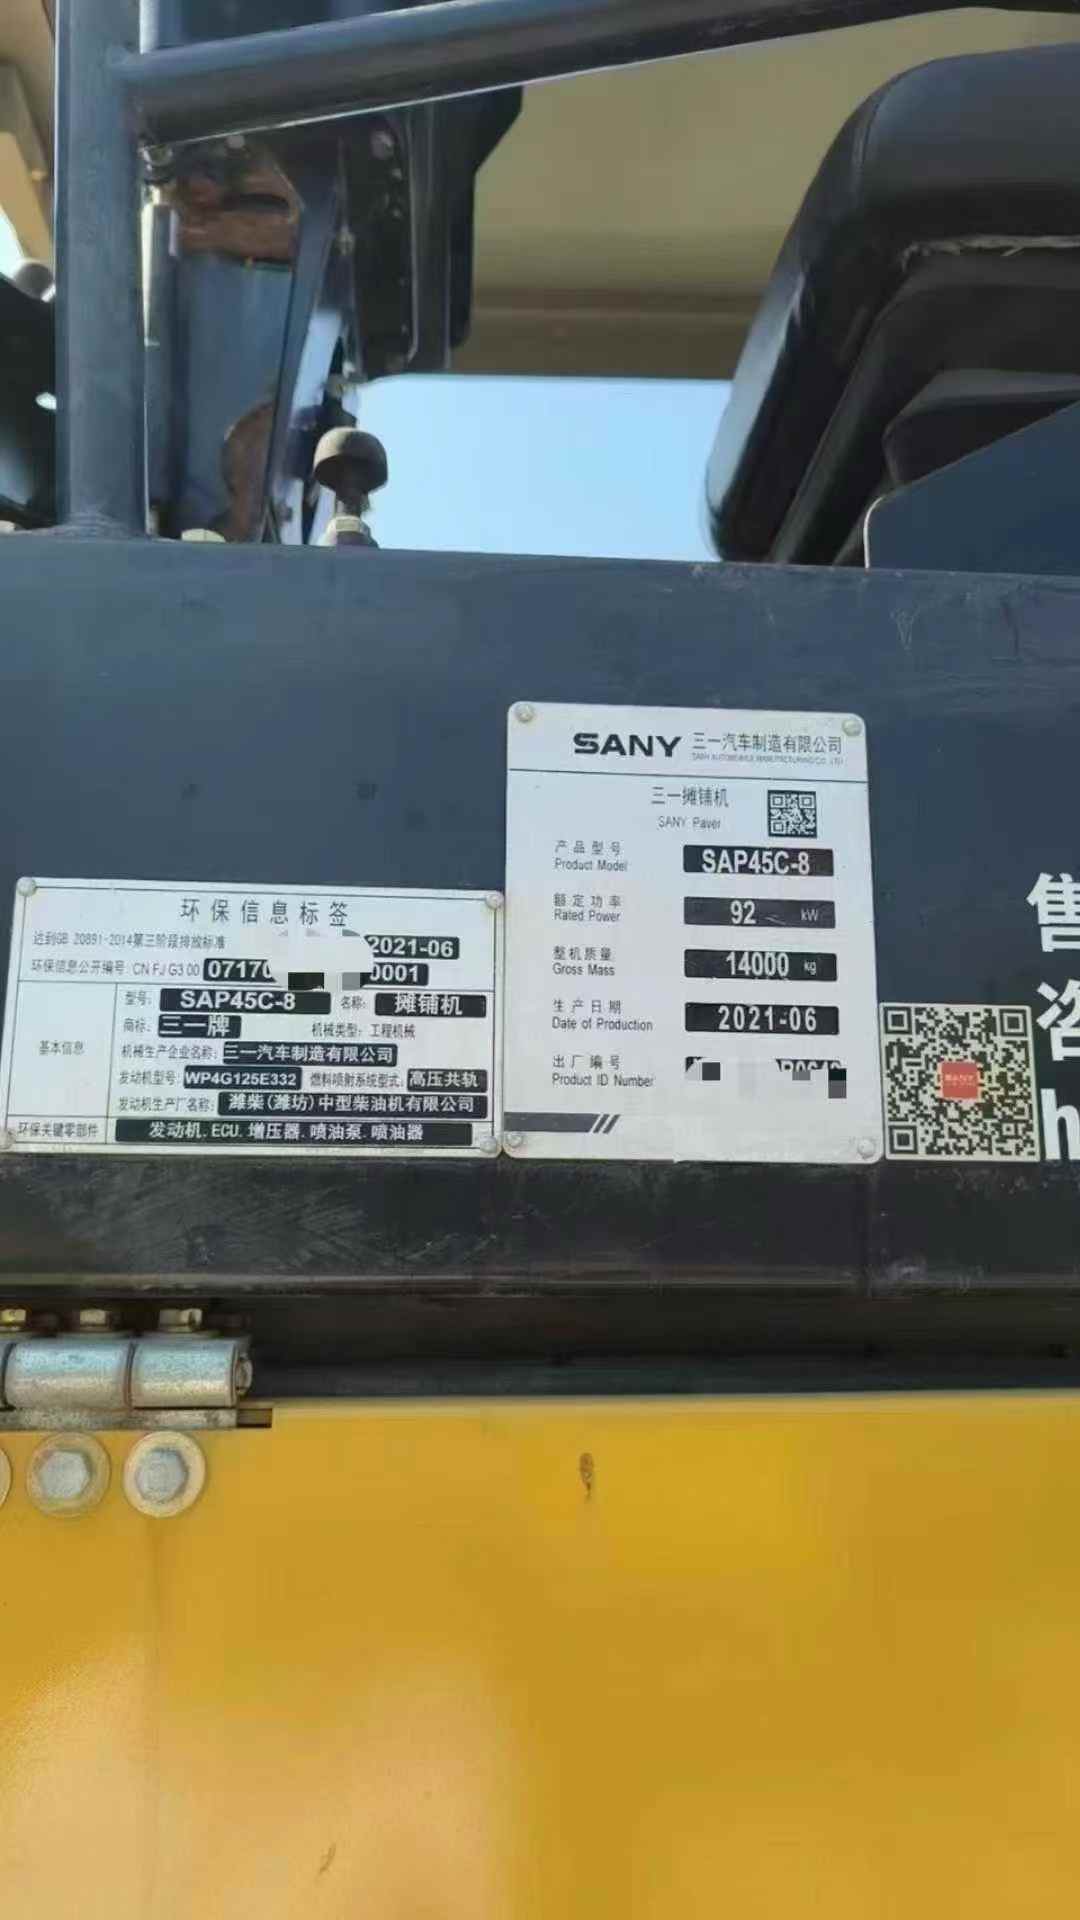 SANY 三一汽车制造有限公司
SANY AUTOMOBILE MANUFACTURING CO., LTD
三一摊铺机
SANY Paver
产品型号
Product Model
SAP45C-8
额定功率
Rated Power
92 kW
整机质量
Gross Mass
14000 kg
生产日期
Date of Production
2021-06
出厂编号
Product ID Number
环保信息标签
达到GB 20891-2014第三阶段排放标准 2021-06
环保信息公开编号: CN FJ G3 00 07170 0001
基本信息
型号: SAP45C-8 名称: 摊铺机
商标: 三一牌 机械类型: 工程机械
机械生产企业名称: 三一汽车制造有限公司
发动机型号: WP4G125E332 燃料喷射系统型式: 高压共轨
发动机生产厂名称: 潍柴(潍坊)中型柴油机有限公司
环保关键零部件 发动机. ECU. 增压器. 喷油泵. 喷油器
SANY
售
咨
h